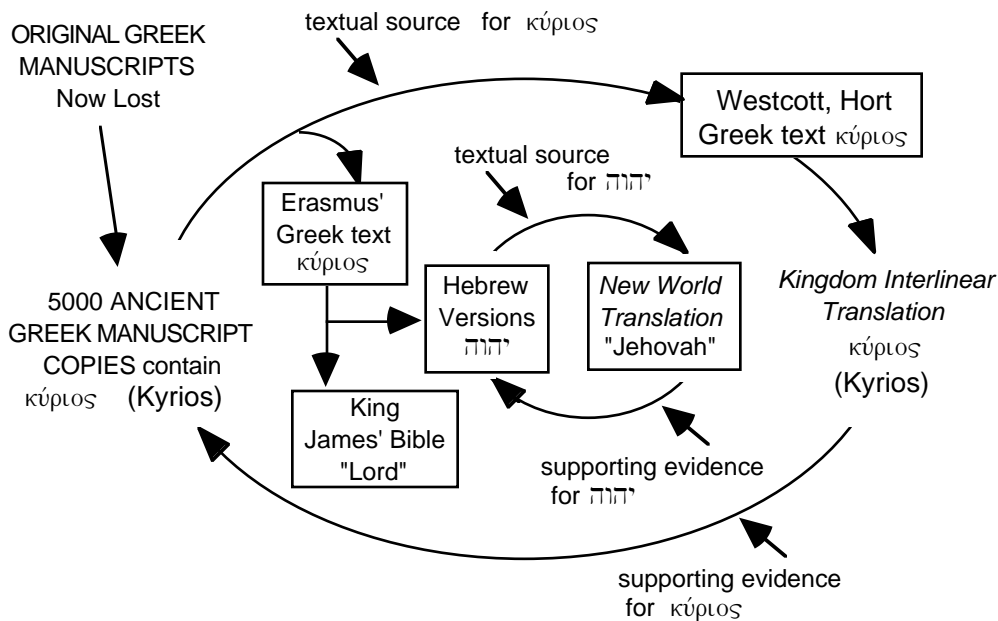 ORIGINAL GREEK
MANUSCRIPTS
Now Lost
textual source for κύριος
Westcott, Hort
Greek text κύριος
textual source
for יהוה
Erasmus'
Greek text
κύριος
Hebrew
Versions
יהוה
New World
Translation
"Jehovah"
Kingdom Interlinear
Translation
κύριος
(Kyrios)
5000 ANCIENT
GREEK MANUSCRIPT
COPIES contain
κύριος (Kyrios)
King
James' Bible
"Lord"
supporting evidence
for יהוה
supporting evidence
for κύριος